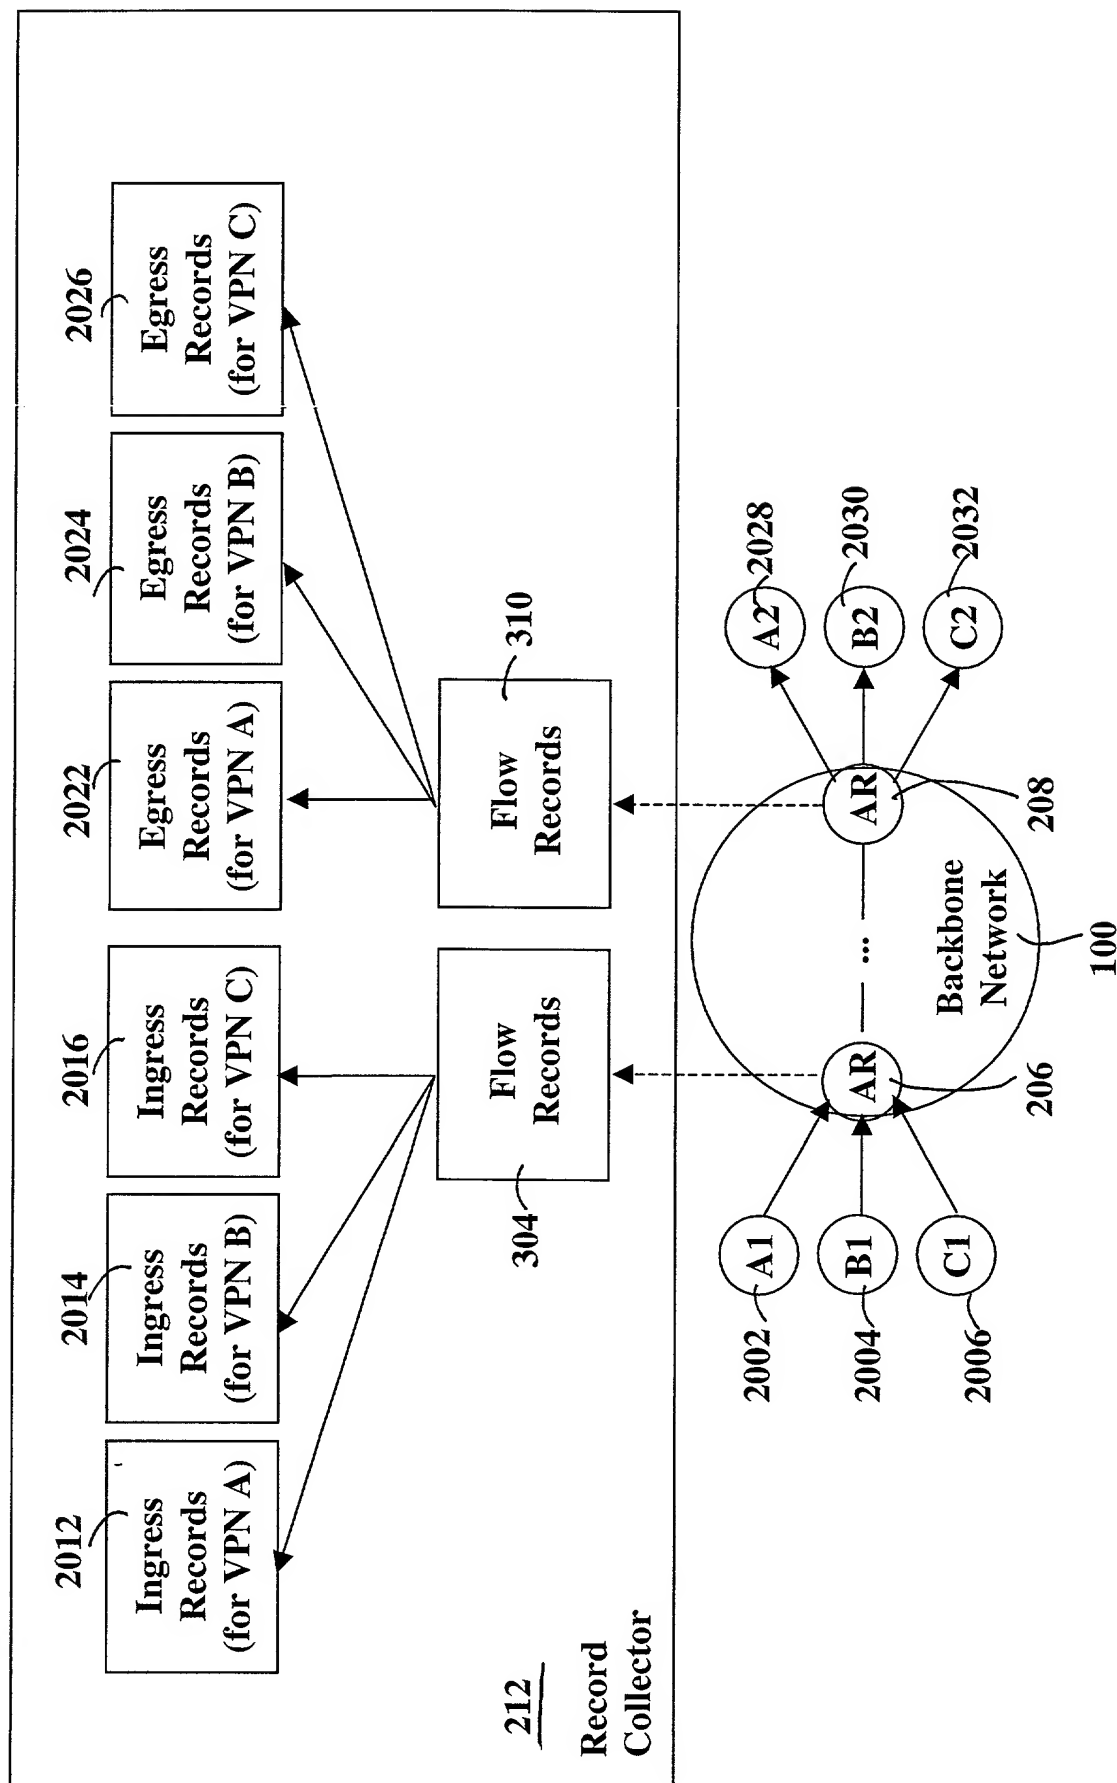 2012
2014
2016
2022
2024
2026
Ingress
Records
(for VPN A)
Ingress
Records
(for VPN B)
Ingress
Records
(for VPN C)
Egress
Records
(for VPN A)
Egress
Records
(for VPN B)
Egress
Records
(for VPN C)
212
Record
Collector
304
Flow
Records
Flow
Records
310
2002
A1
2004
B1
2006
C1
AR
206
...
Backbone
Network
100
AR
208
A2
2028
B2
2030
C2
2032